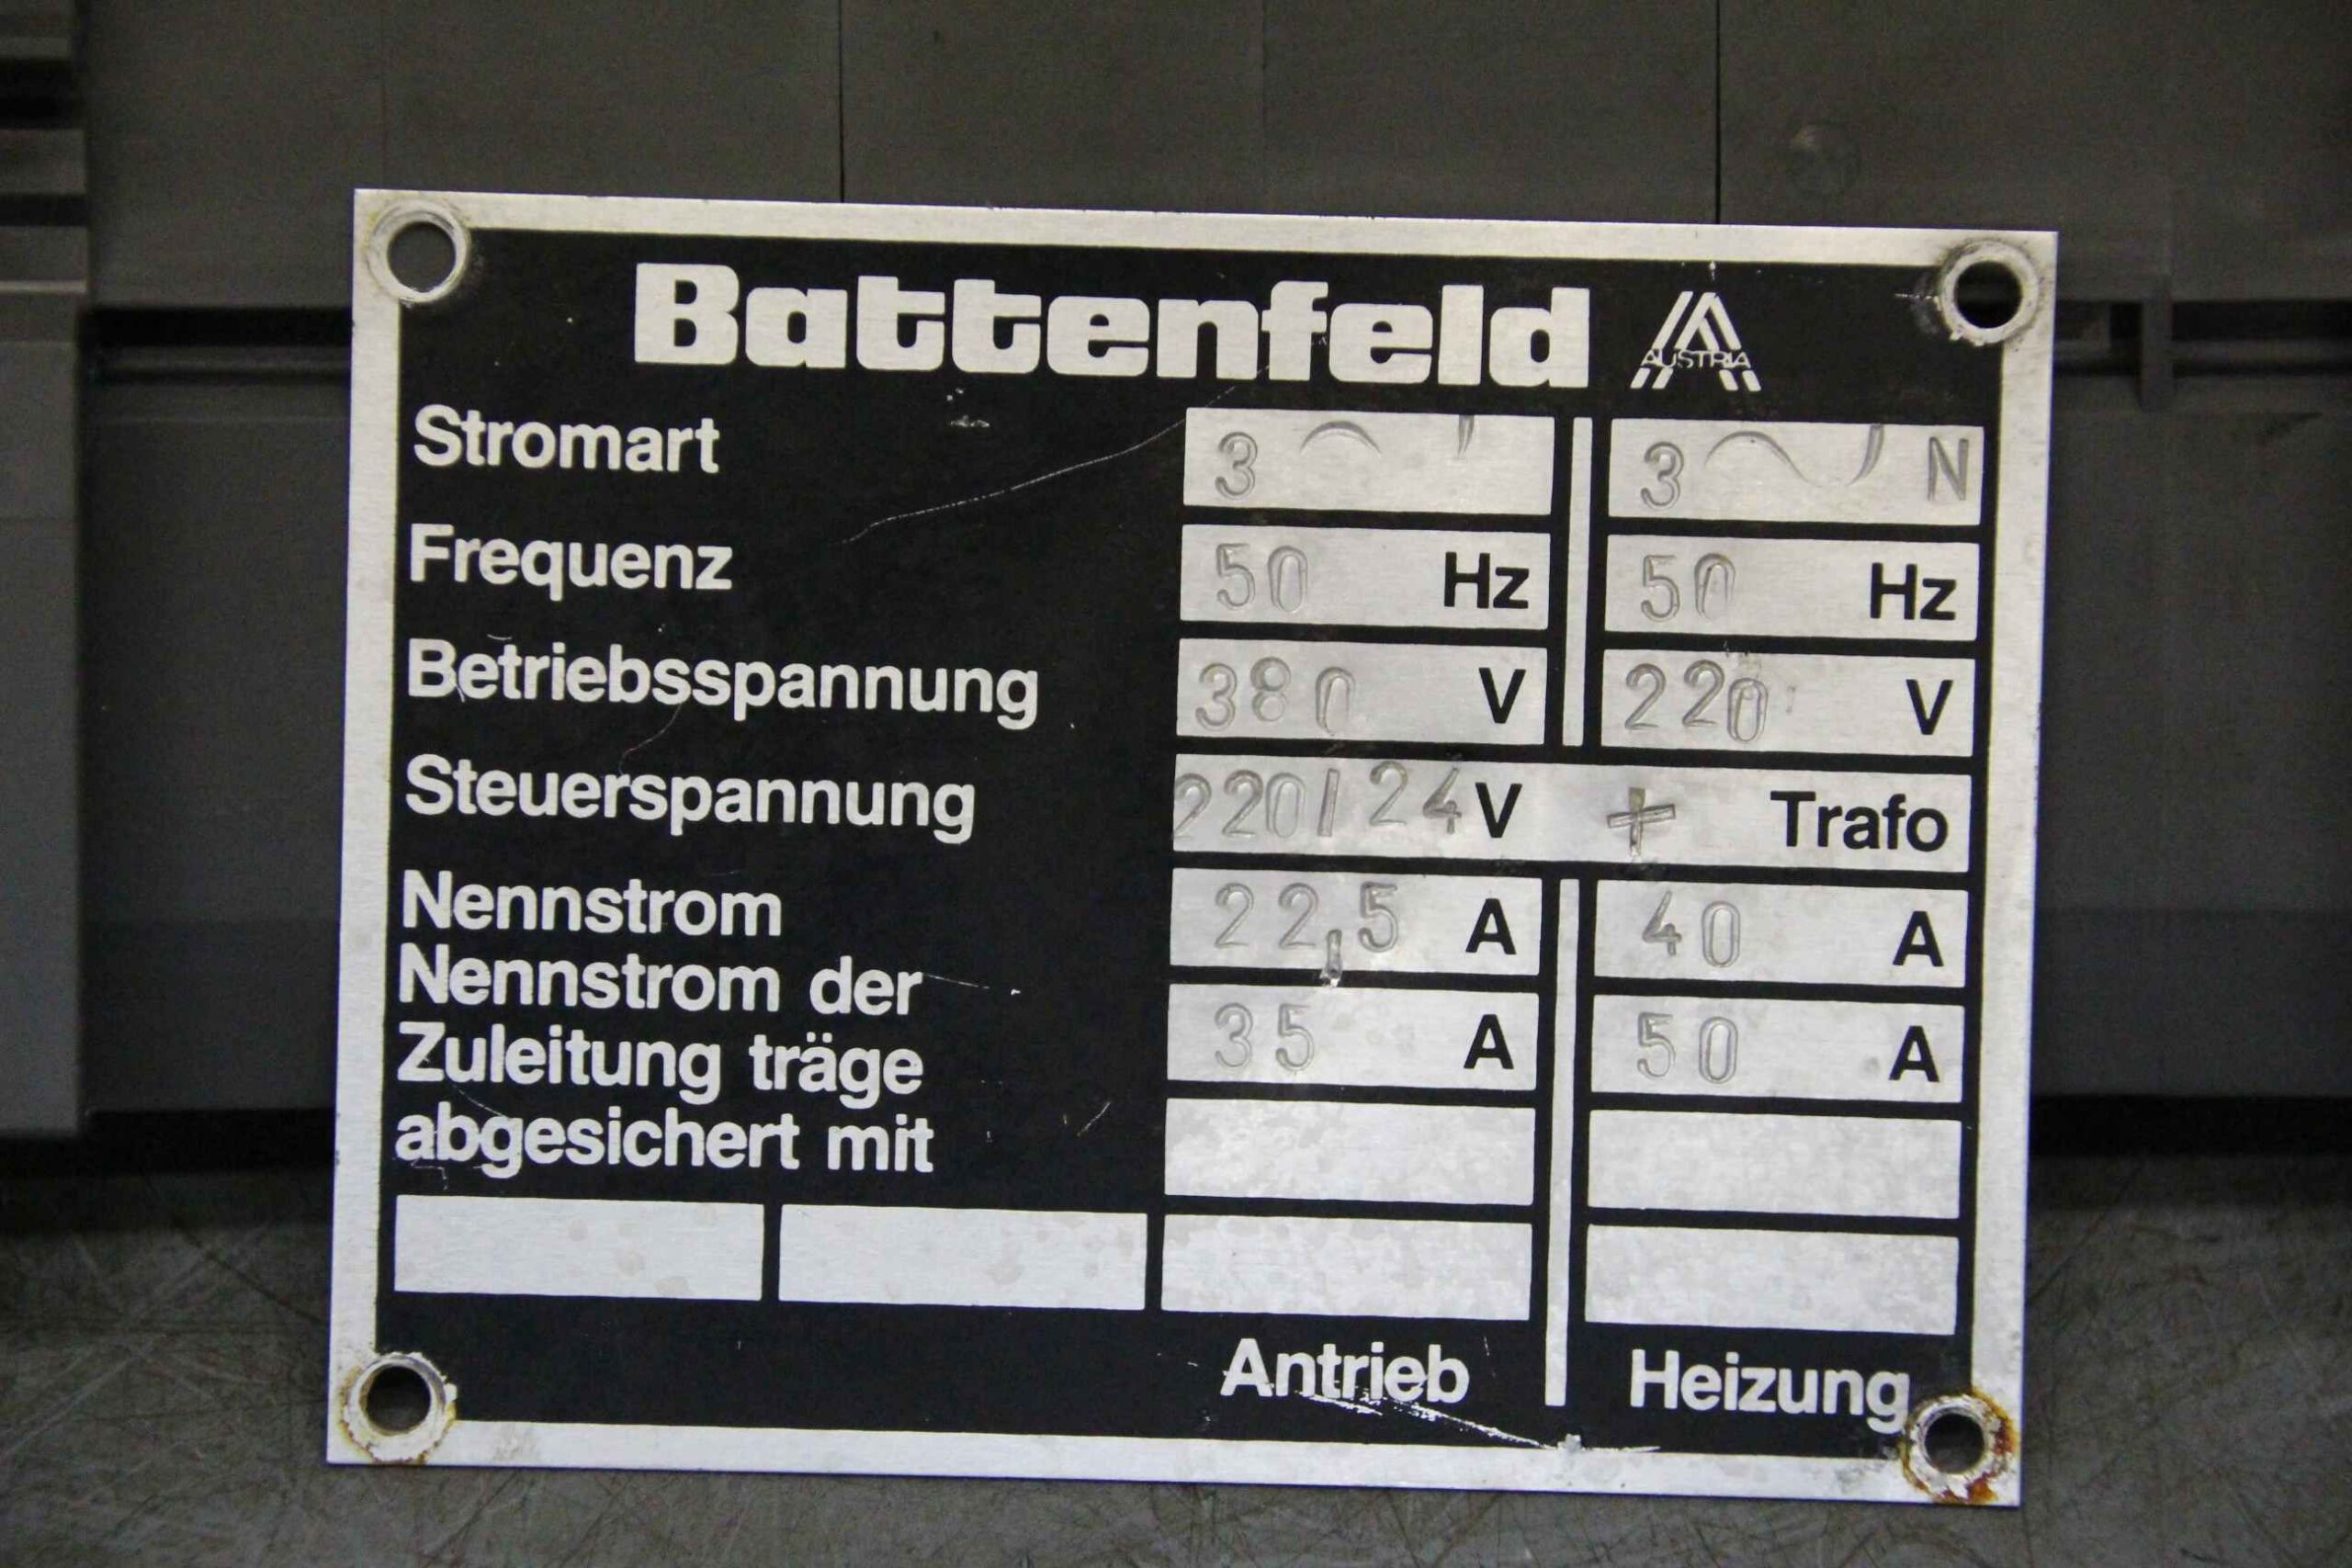 Battenfeld AUSTRIA
Stromart 3 ~ 3 ~ N
Frequenz 50 Hz 50 Hz
Betriebsspannung 380 V 220 V
Steuerspannung 220/24 V + Trafo
Nennstrom 22,5 A 40 A
Nennstrom der
Zuleitung träge 35 A 50 A
abgesichert mit
Antrieb Heizung